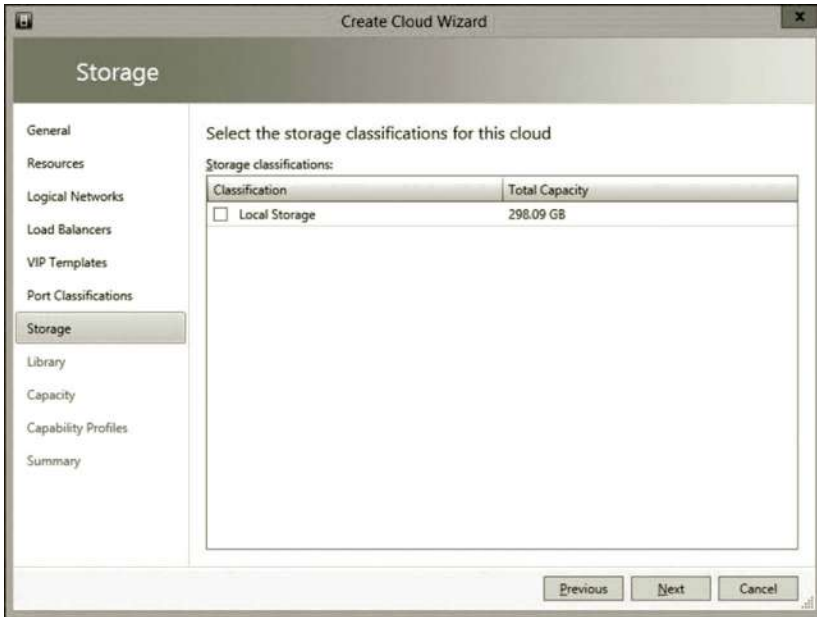 Create Cloud Wizard
x
Storage
General
Resources
Logical Networks
Load Balancers
VIP Templates
Port Classifications
Storage
Library
Capacity
Capability Profiles
Summary
Select the storage classifications for this cloud
Storage classifications:
Classification Total Capacity
Local Storage 298.09 GB
Previous Next Cancel